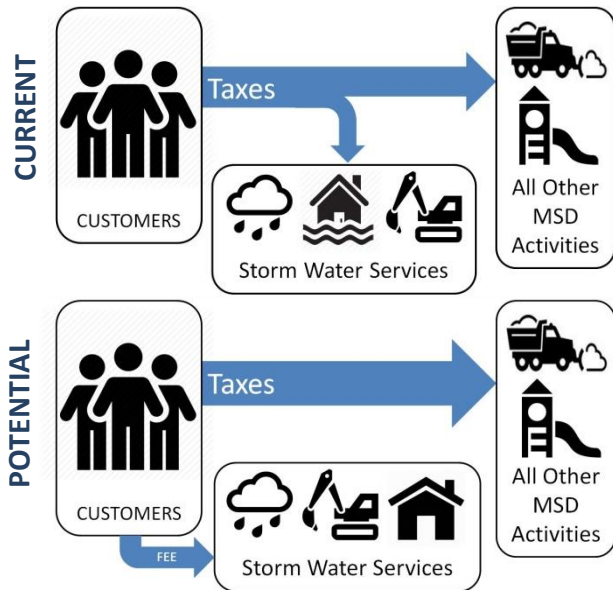 CURRENT
Taxes
CUSTOMERS
Storm Water Services
All Other
MSD
Activities
POTENTIAL
Taxes
CUSTOMERS
FEE
Storm Water Services
All Other
MSD
Activities